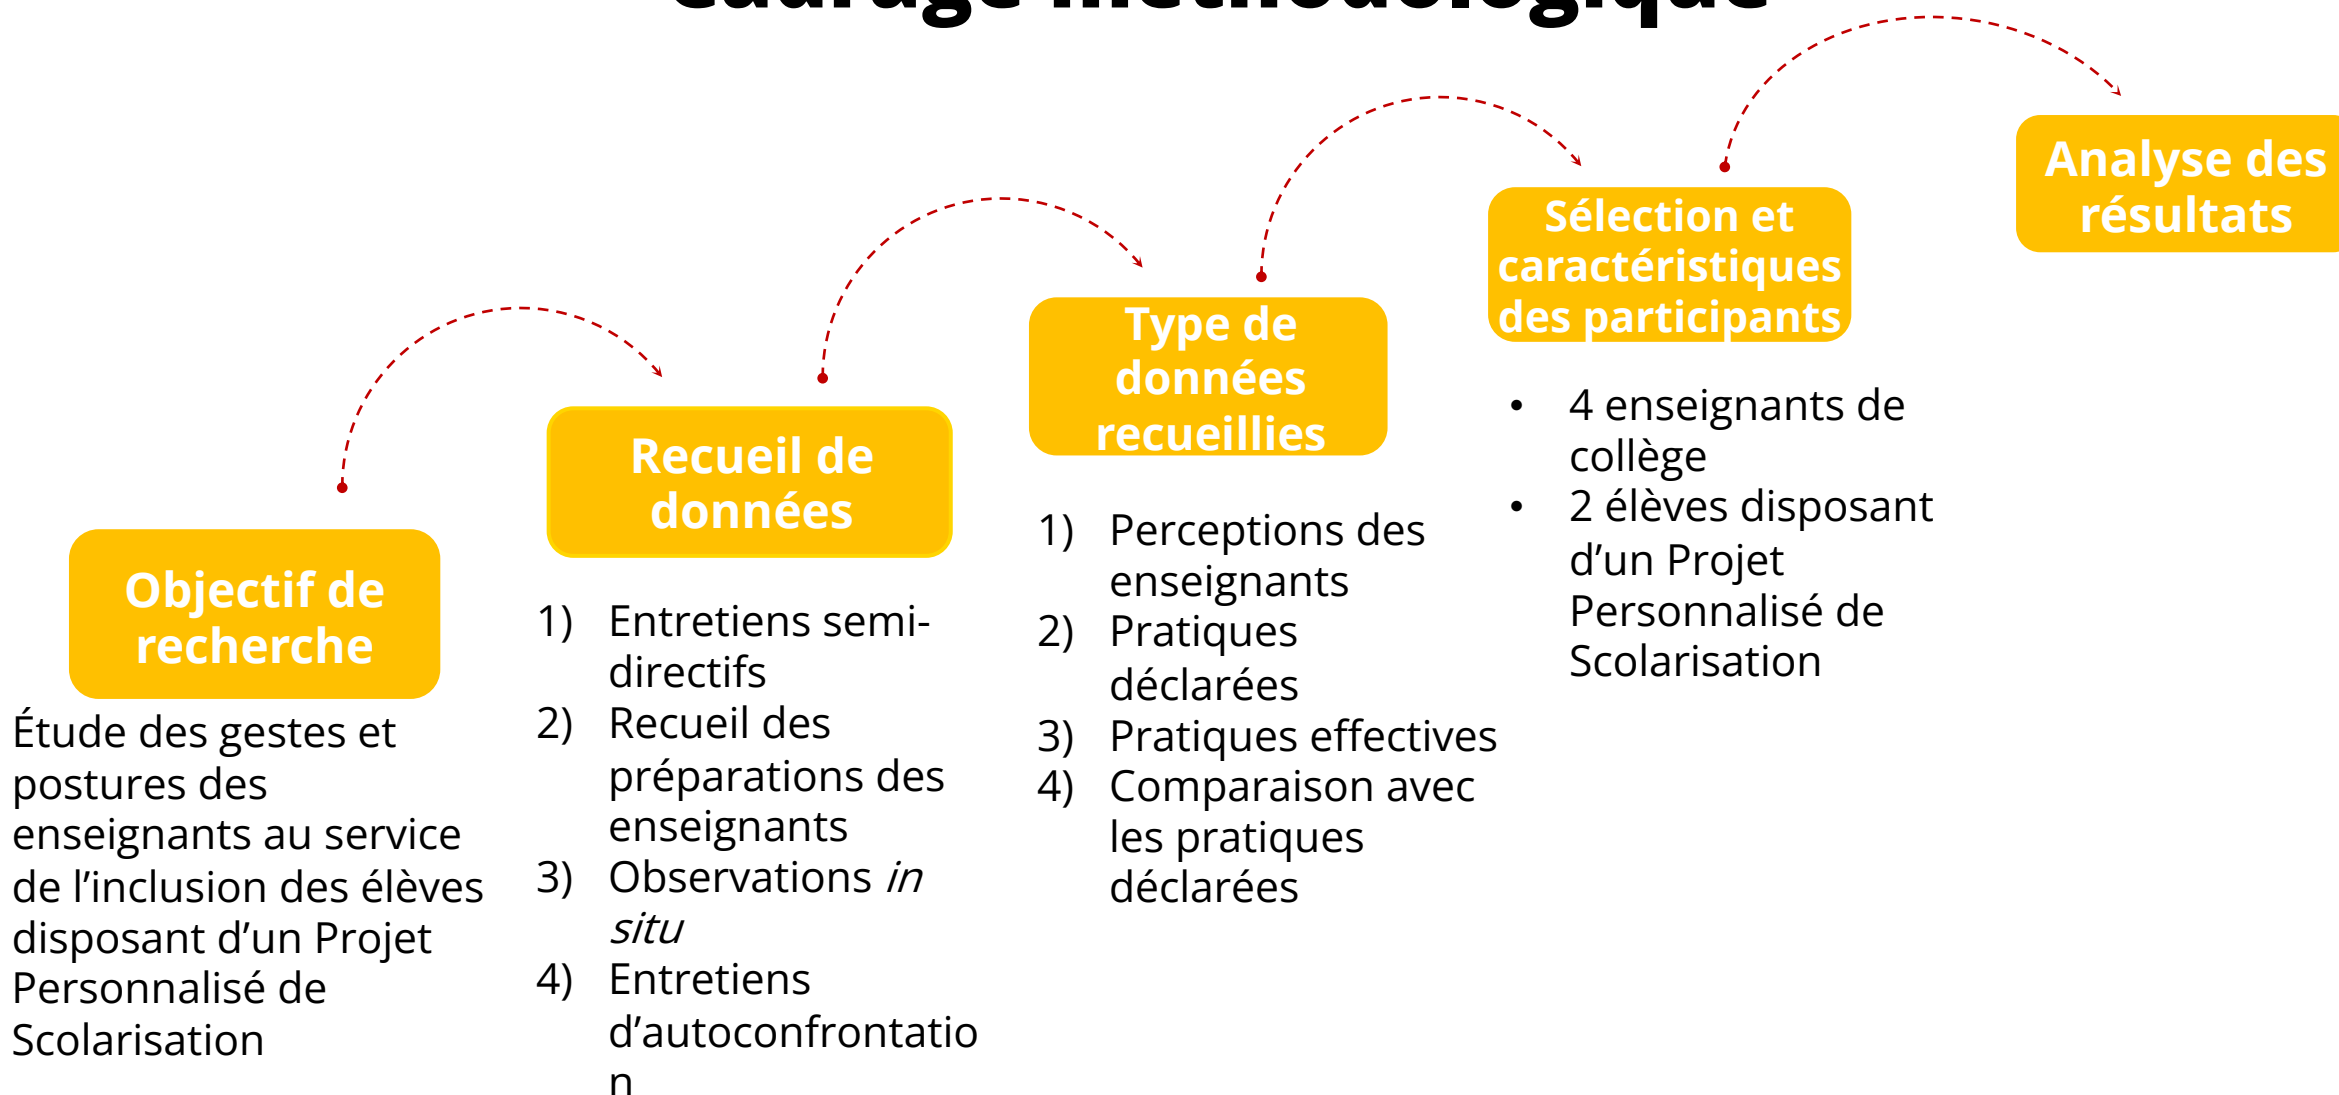 Cadrage méthodologique
Objectif de
recherche
Étude des gestes et
postures des
enseignants au service
de l’inclusion des élèves
disposant d’un Projet
Personnalisé de
Scolarisation
Recueil de
données
1) Entretiens semi-
directifs
2) Recueil des
préparations des
enseignants
3) Observations in
situ
4) Entretiens
d’autoconfrontatio
n
Type de
données
recueillies
1) Perceptions des
enseignants
2) Pratiques
déclarées
3) Pratiques effectives
4) Comparaison avec
les pratiques
déclarées
Sélection et
caractéristiques
des participants
• 4 enseignants de
collège
• 2 élèves disposant
d’un Projet
Personnalisé de
Scolarisation
Analyse des
résultats